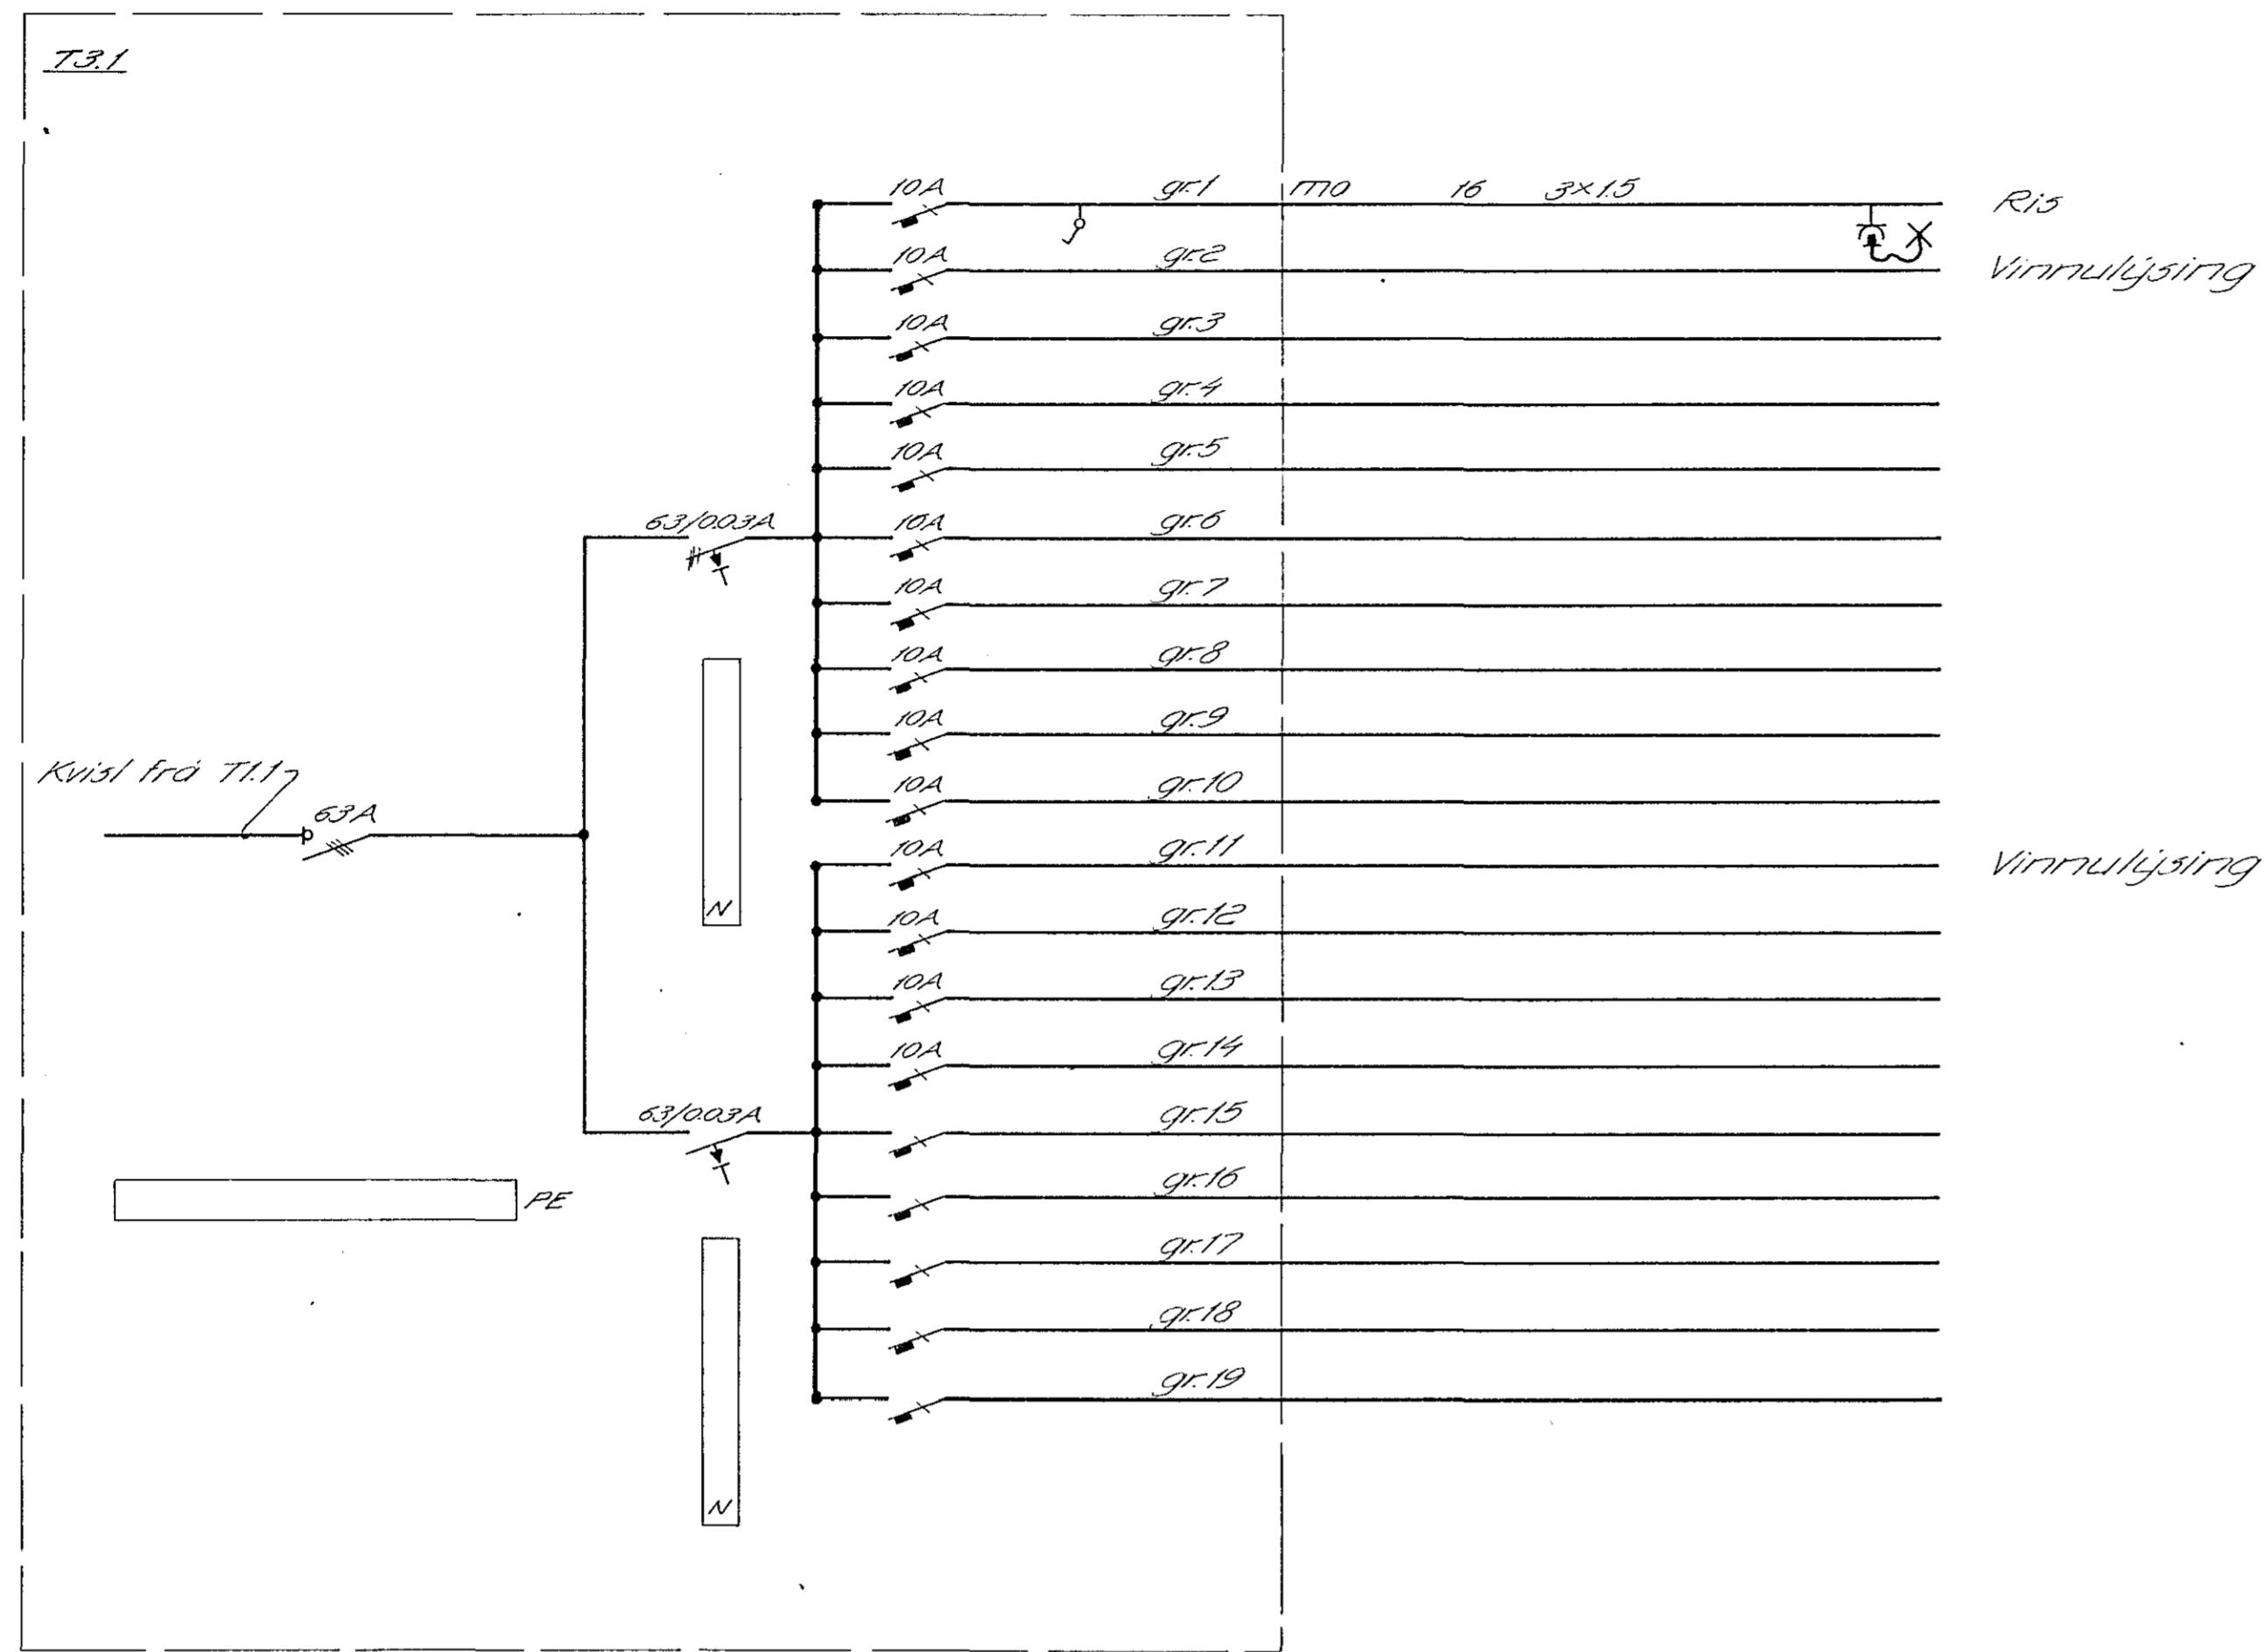 T3.1
10A gr.1 mo 16 3×1.5 Ris
10A gr.2 Vinnulýsing
10A gr.3
10A gr.4
10A gr.5
63/0.03A 10A gr.6
10A gr.7
10A gr.8
10A gr.9
Kvísl frá T1.1 10A gr.10
63A
10A gr.11 Vinnulýsing
N 10A gr.12
10A gr.13
10A gr.14
63/0.03A gr.15
PE gr.16
gr.17
gr.18
gr.19
N